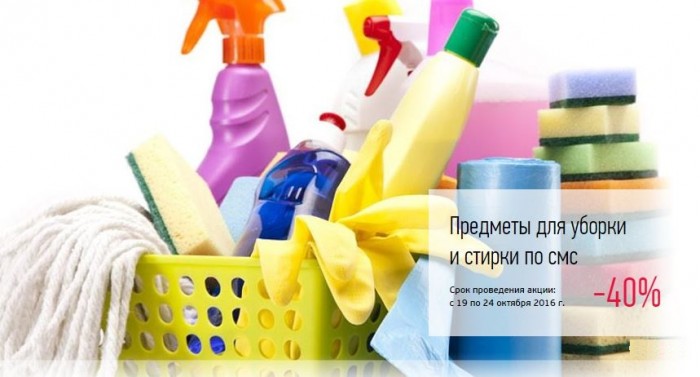 Предметы для уборки
и стирки по смс
Срок проведения акции:
с 19 по 24 октября 2016 г.
-40%